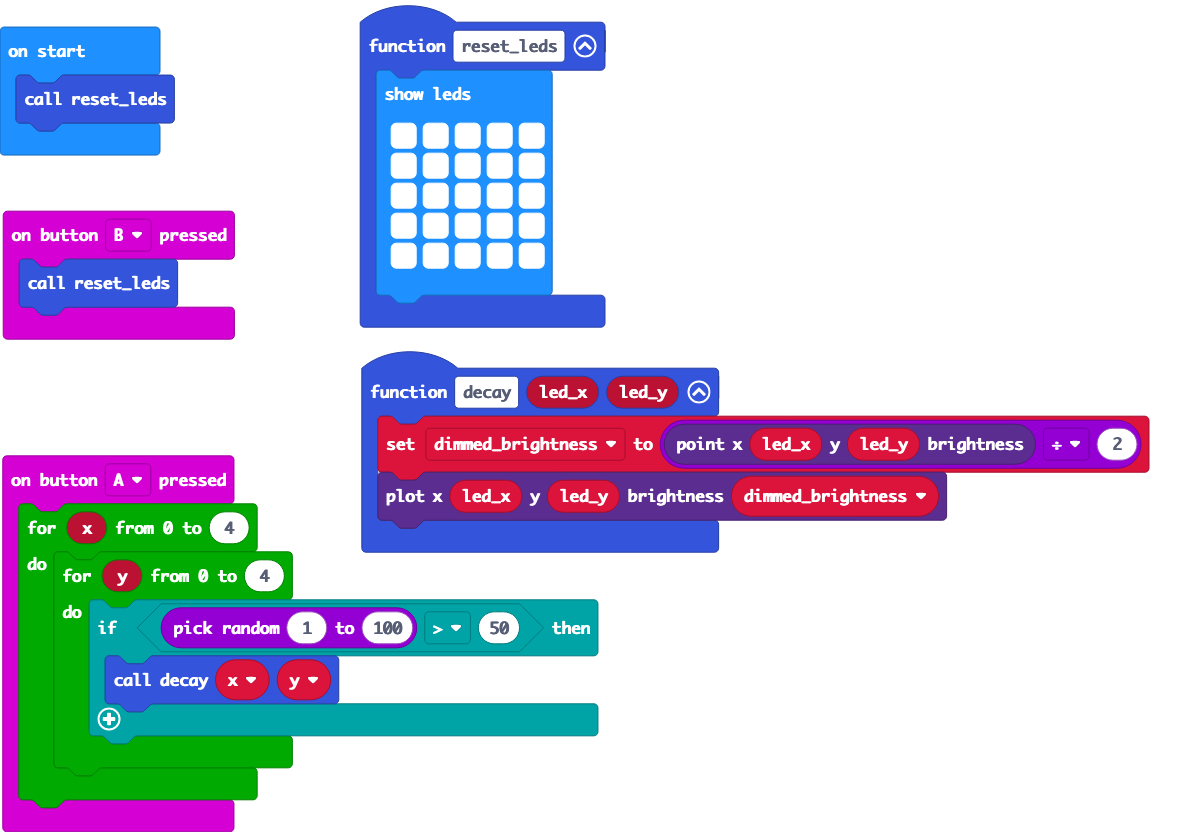 on start
call reset_leds
function reset_leds
show leds
on button B pressed
call reset_leds
function decay led_x led_y
set dimmed_brightness to point x led_x y led_y brightness ÷ 2
plot x led_x y led_y brightness dimmed_brightness
on button A pressed
for x from 0 to 4
do
for y from 0 to 4
do
if pick random 1 to 100 > 50 then
call decay x y